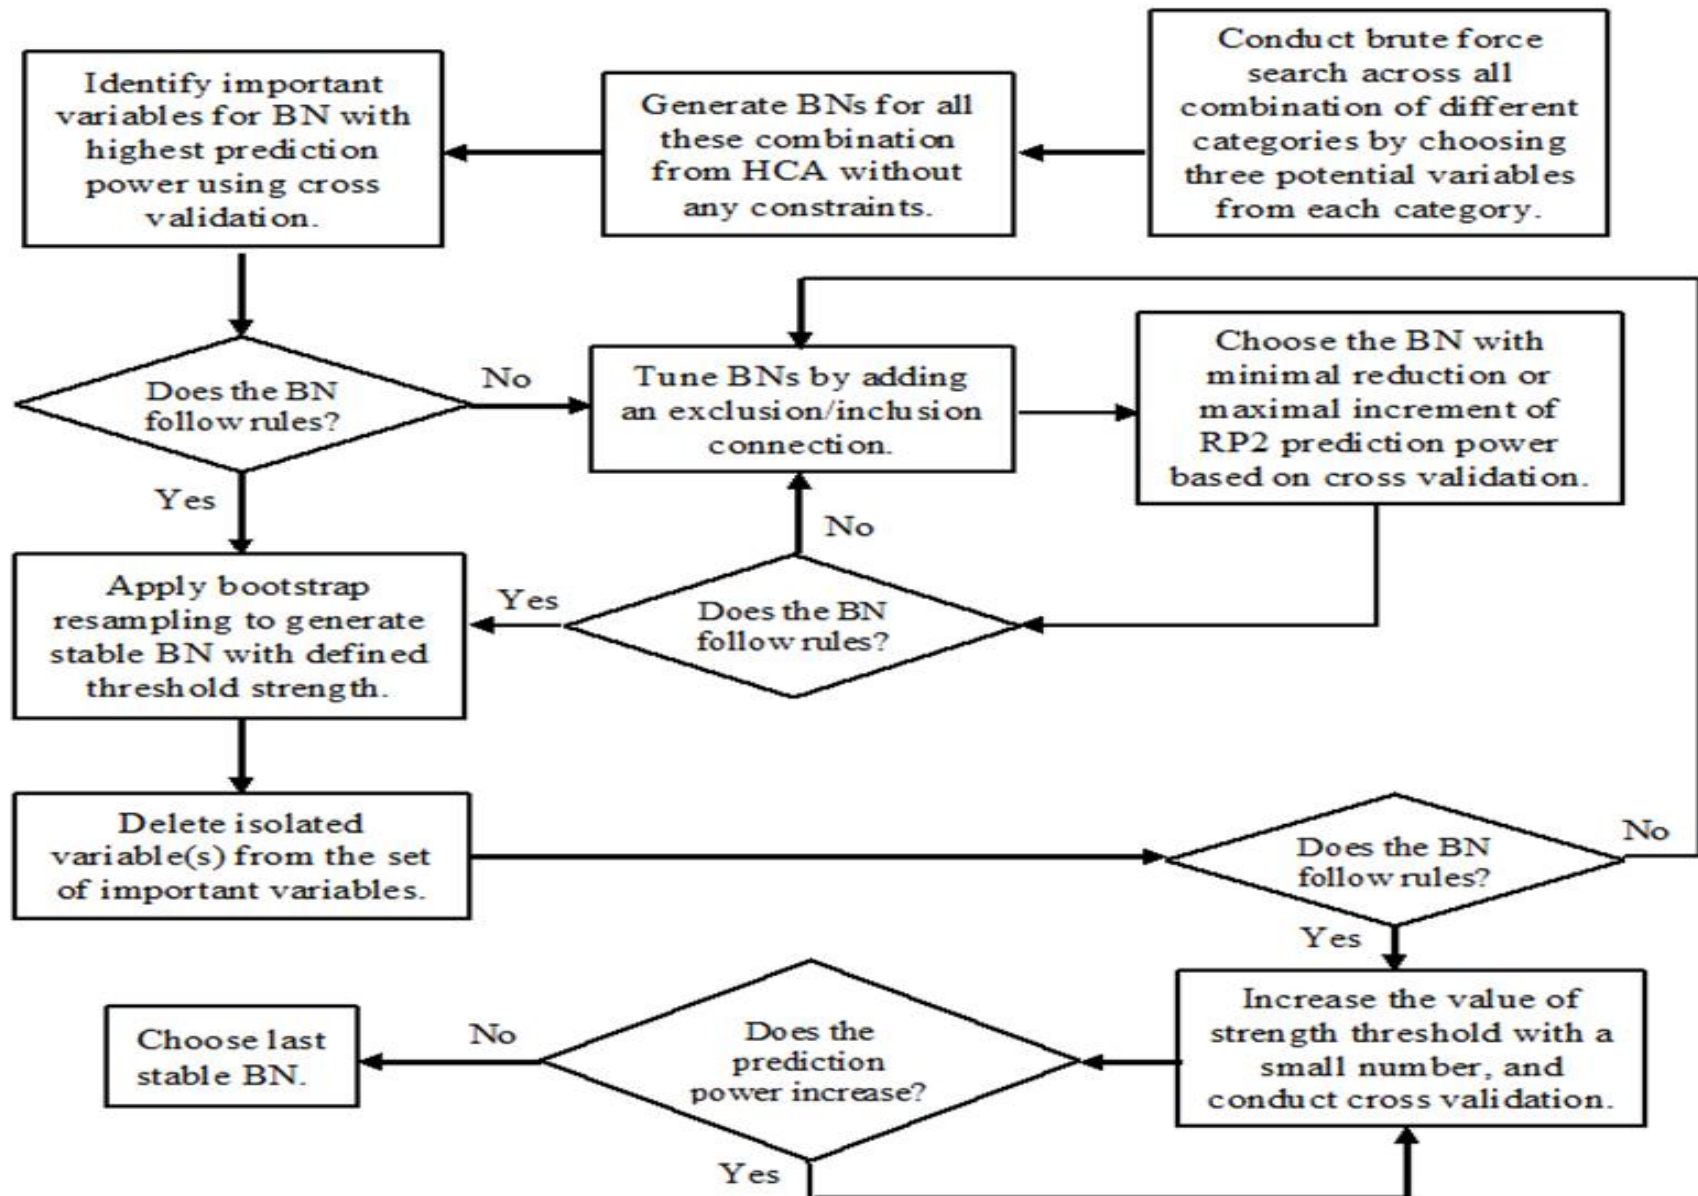 Conduct brute force
search across all
combination of different
categories by choosing
three potential variables
from each category.
Generate BNs for all
these combination
from HCA without
any constraints.
Identify important
variables for BN with
highest prediction
power using cross
validation.
Does the BN
follow rules?
No
Yes
Tune BNs by adding
an exclusion/inclusion
connection.
Choose the BN with
minimal reduction or
maximal increment of
RP2 prediction power
based on cross validation.
Does the BN
follow rules?
No
Yes
Apply bootstrap
resampling to generate
stable BN with defined
threshold strength.
Delete isolated
variable(s) from the set
of important variables.
Does the BN
follow rules?
No
Yes
Increase the value of
strength threshold with a
small number, and
conduct cross validation.
Does the
prediction
power increase?
No
Yes
Choose last
stable BN.